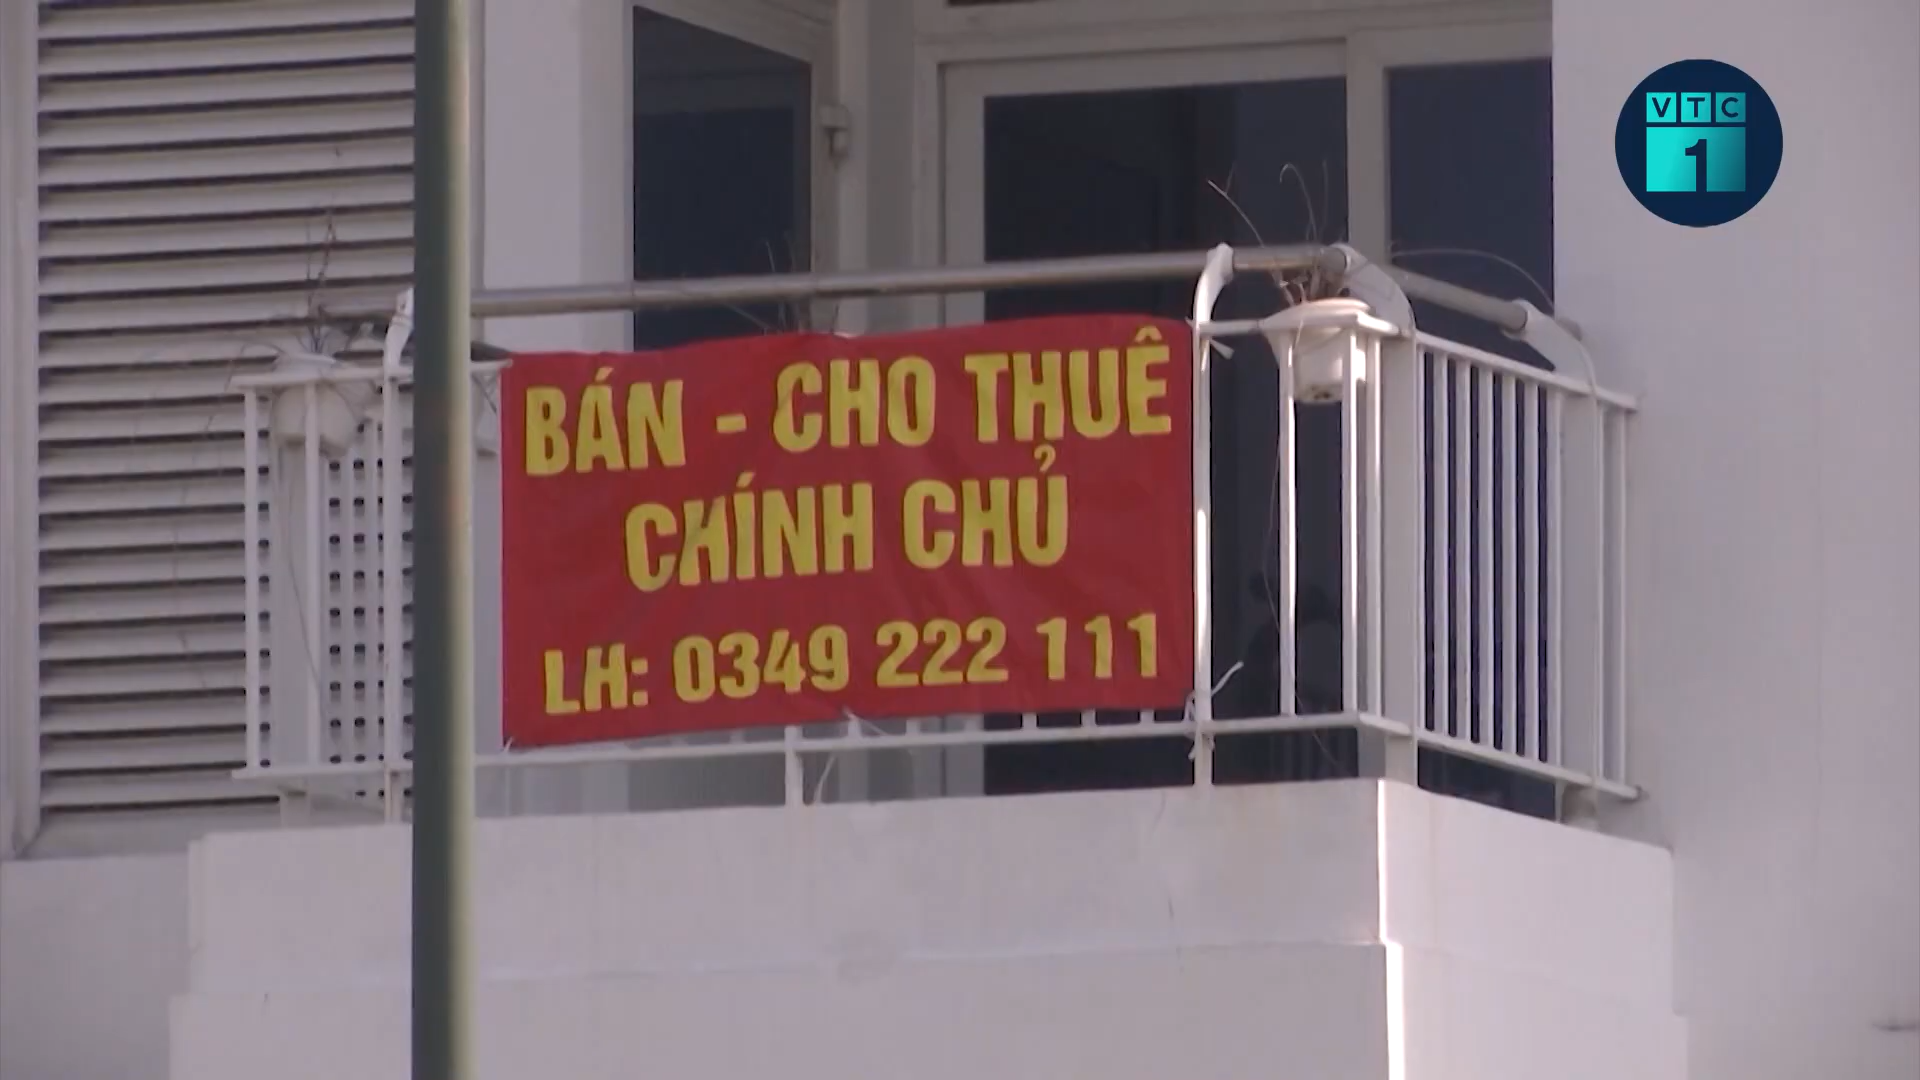 VTC
1
BÁN - CHO THUÊ
CHÍNH CHỦ
LH: 0349 222 111